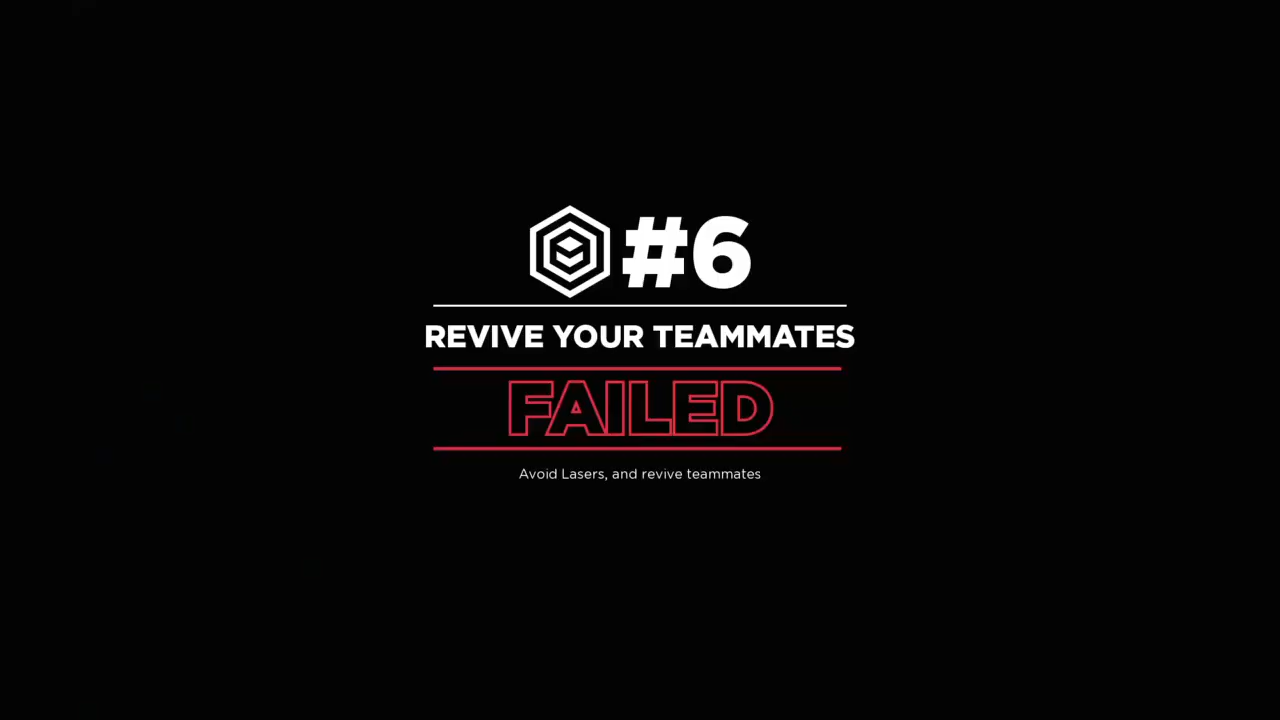 #6
REVIVE YOUR TEAMMATES
FAILED
Avoid Lasers, and revive teammates